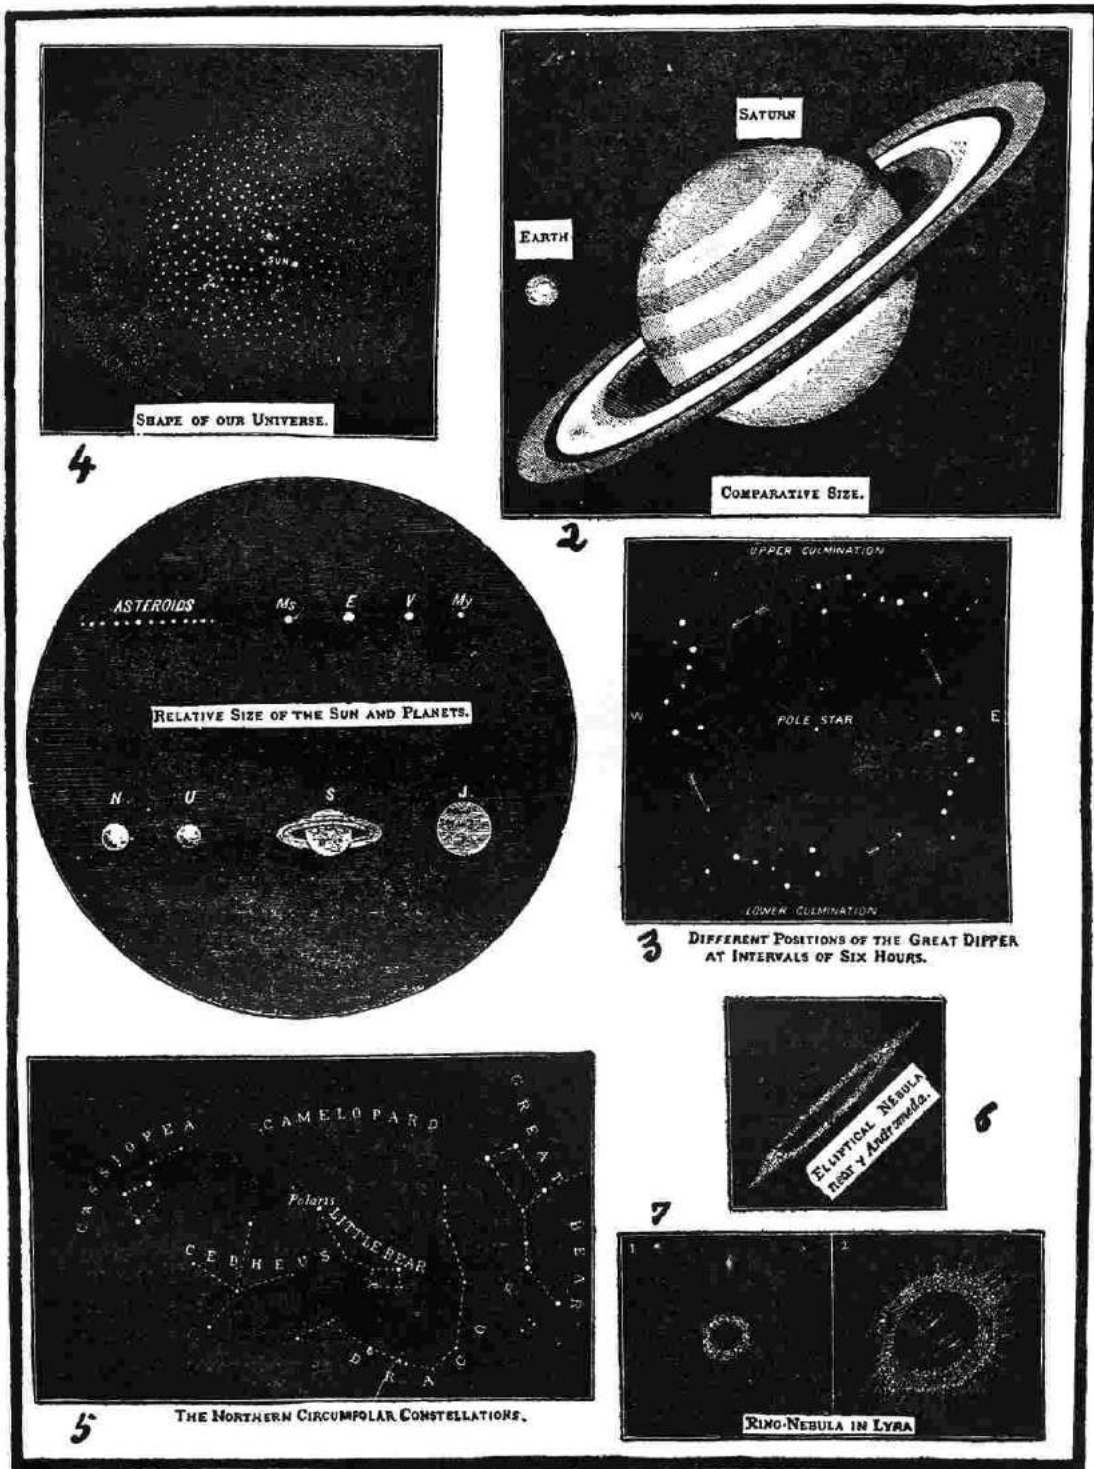 SUN
SHAPE OF OUR UNIVERSE.
4
SATURN
EARTH
COMPARATIVE SIZE.
2
ASTEROIDS
Ms E V My
RELATIVE SIZE OF THE SUN AND PLANETS.
N U S J
UPPER CULMINATION
W POLE STAR E
LOWER CULMINATION
3
DIFFERENT POSITIONS OF THE GREAT DIPPER
AT INTERVALS OF SIX HOURS.
CASSIOPEA
CAMELOPARD
GREAT BEAR
Polaris
LITTLE BEAR
CEPHEUS
DRACO
5
THE NORTHERN CIRCUMPOLAR CONSTELLATIONS.
ELLIPTICAL NEBULA
near γ Andromeda.
6
7
1 2
RING-NEBULA IN LYRA